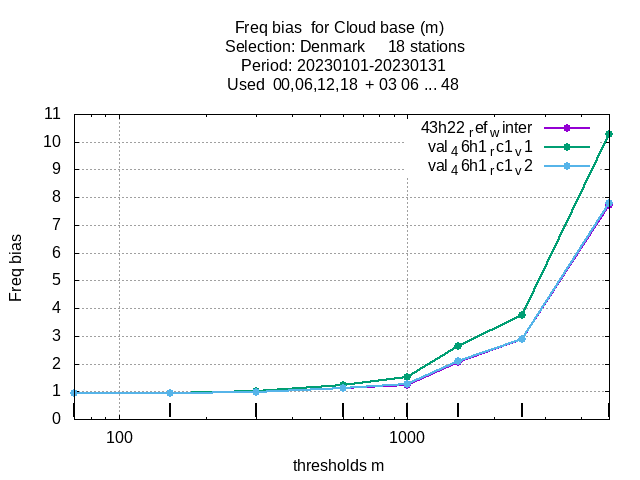 Freq bias  for Cloud base (m)
Selection: Denmark     18 stations
Period: 20230101-20230131
Used  00,06,12,18  + 03 06 ... 48
11
10
9
8
7
6
5
4
3
2
1
0
Freq bias
43h22 ref winter
val 46h1 rc1 v1
val 46h1 rc1 v2
100
1000
thresholds m